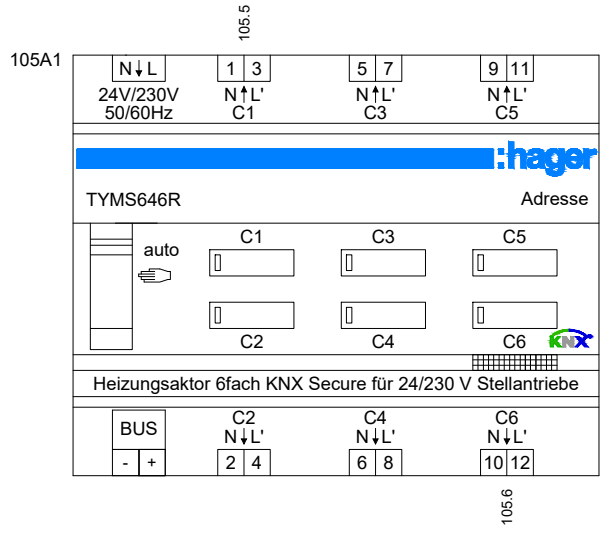 105.5
105A1
N L 1 3 5 7 9 11
24V/230V N L' N L' N L'
50/60Hz C1 C3 C5
:hager
TYMS646R Adresse
C1 C3 C5
auto
C2 C4 C6 KNX
Heizungsaktor 6fach KNX Secure für 24/230 V Stellantriebe
C2 C4 C6
BUS N L' N L' N L'
- + 2 4 6 8 10 12
105.6